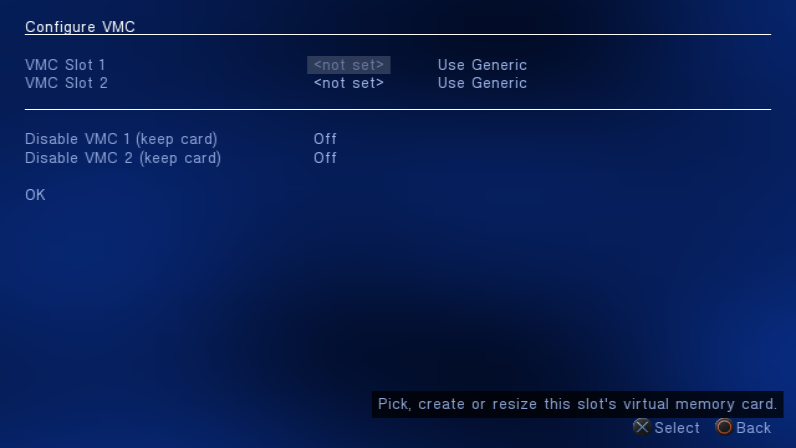 Configure VMC
VMC Slot 1 <not set> Use Generic
VMC Slot 2 <not set> Use Generic
Disable VMC 1 (keep card) Off
Disable VMC 2 (keep card) Off
OK
Pick, create or resize this slot's virtual memory card.
Select Back